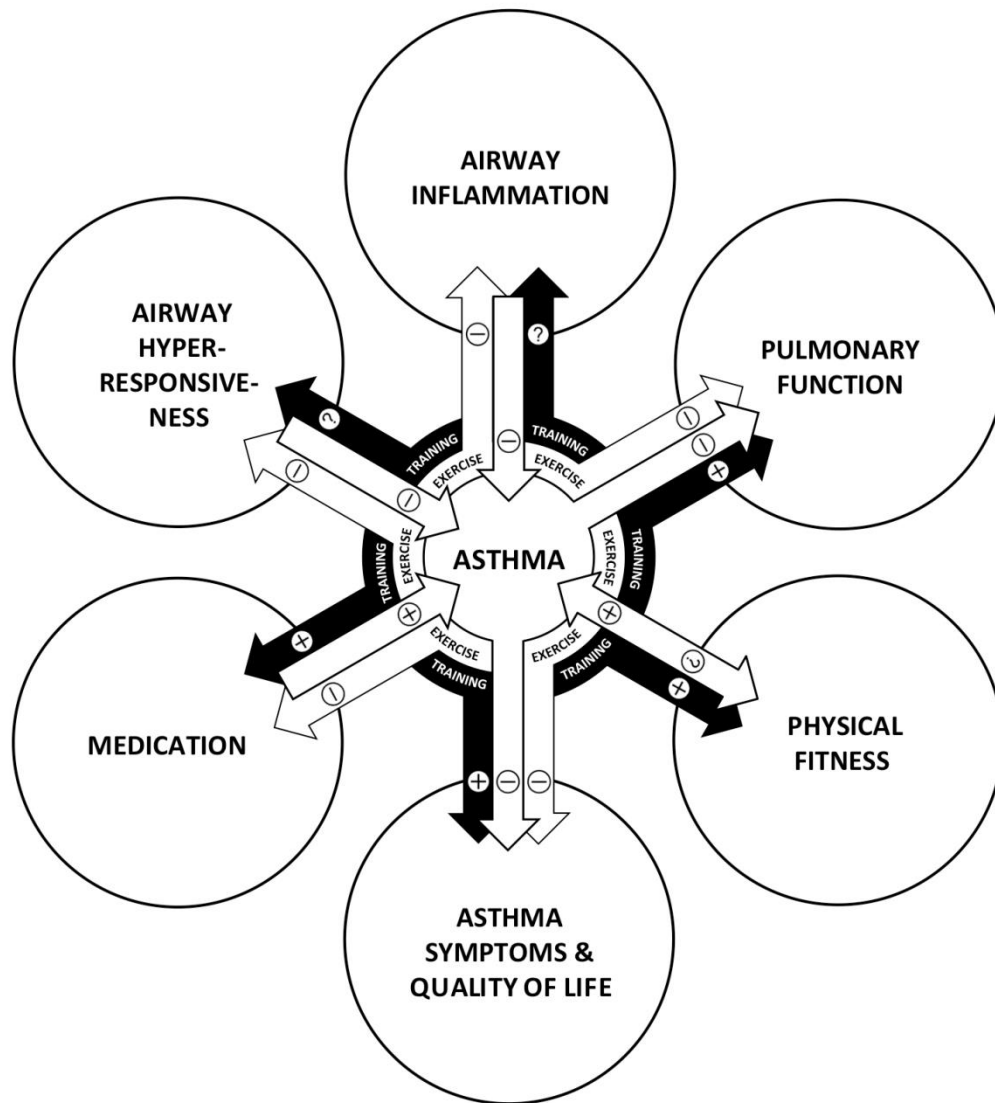 AIRWAY
INFLAMMATION
AIRWAY
HYPER-
RESPONSIVE-
NESS
PULMONARY
FUNCTION
−
?
−
−
−
+
?
−
−
TRAINING
EXERCISE
TRAINING
EXERCISE
ASTHMA
TRAINING
EXERCISE
EXERCISE
TRAINING
+
+
−
EXERCISE
TRAINING
EXERCISE
TRAINING
+
?
+
MEDICATION
PHYSICAL
FITNESS
+
−
−
ASTHMA
SYMPTOMS &
QUALITY OF LIFE